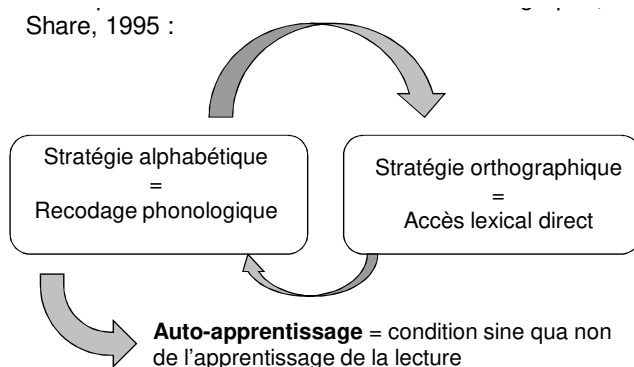 Share, 1995 :
Stratégie alphabétique
=
Recodage phonologique
Stratégie orthographique
=
Accès lexical direct
Auto-apprentissage = condition sine qua non
de l'apprentissage de la lecture